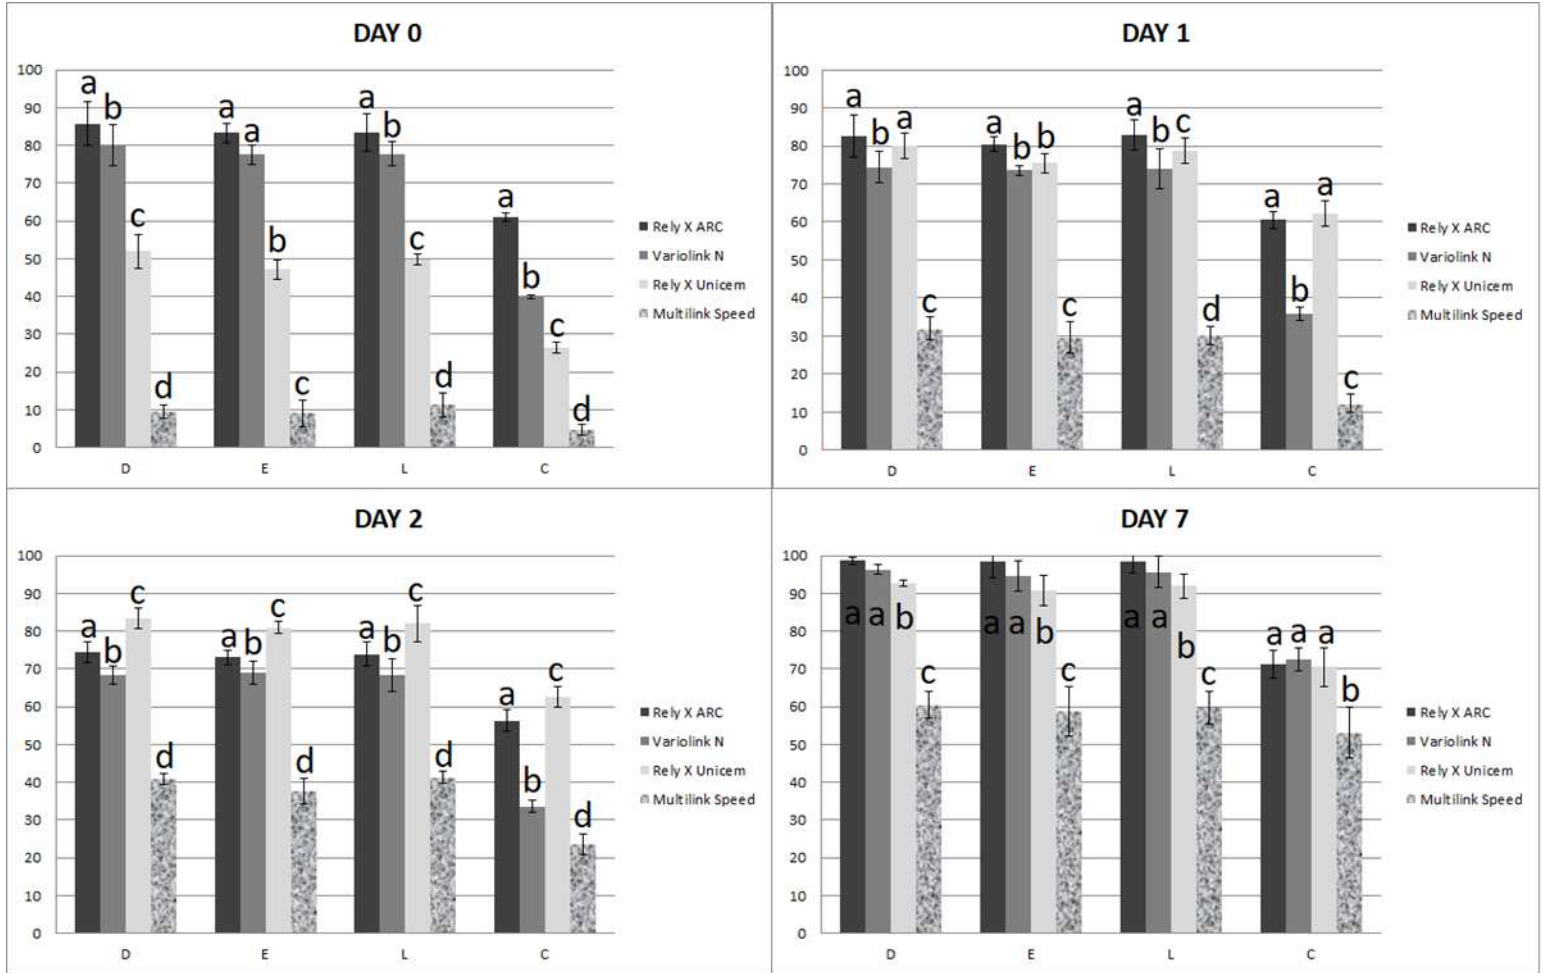 DAY 0
100
90
80
70
60
50
40
30
20
10
0
a b c d
a a b c
a b c d
a b c d
D E L C
Rely X ARC
Variolink N
Rely X Unicem
Multilink Speed
DAY 1
100
90
80
70
60
50
40
30
20
10
0
a b a c
a b b c
a b c d
a b a c
D E L C
Rely X ARC
Variolink N
Rely X Unicem
Multilink Speed
DAY 2
100
90
80
70
60
50
40
30
20
10
0
a b c d
a b c d
a b c d
a b c d
D E L C
Rely X ARC
Variolink N
Rely X Unicem
Multilink Speed
DAY 7
100
90
80
70
60
50
40
30
20
10
0
a a b c
a a b c
a a b c
a a a b
D E L C
Rely X ARC
Variolink N
Rely X Unicem
Multilink Speed